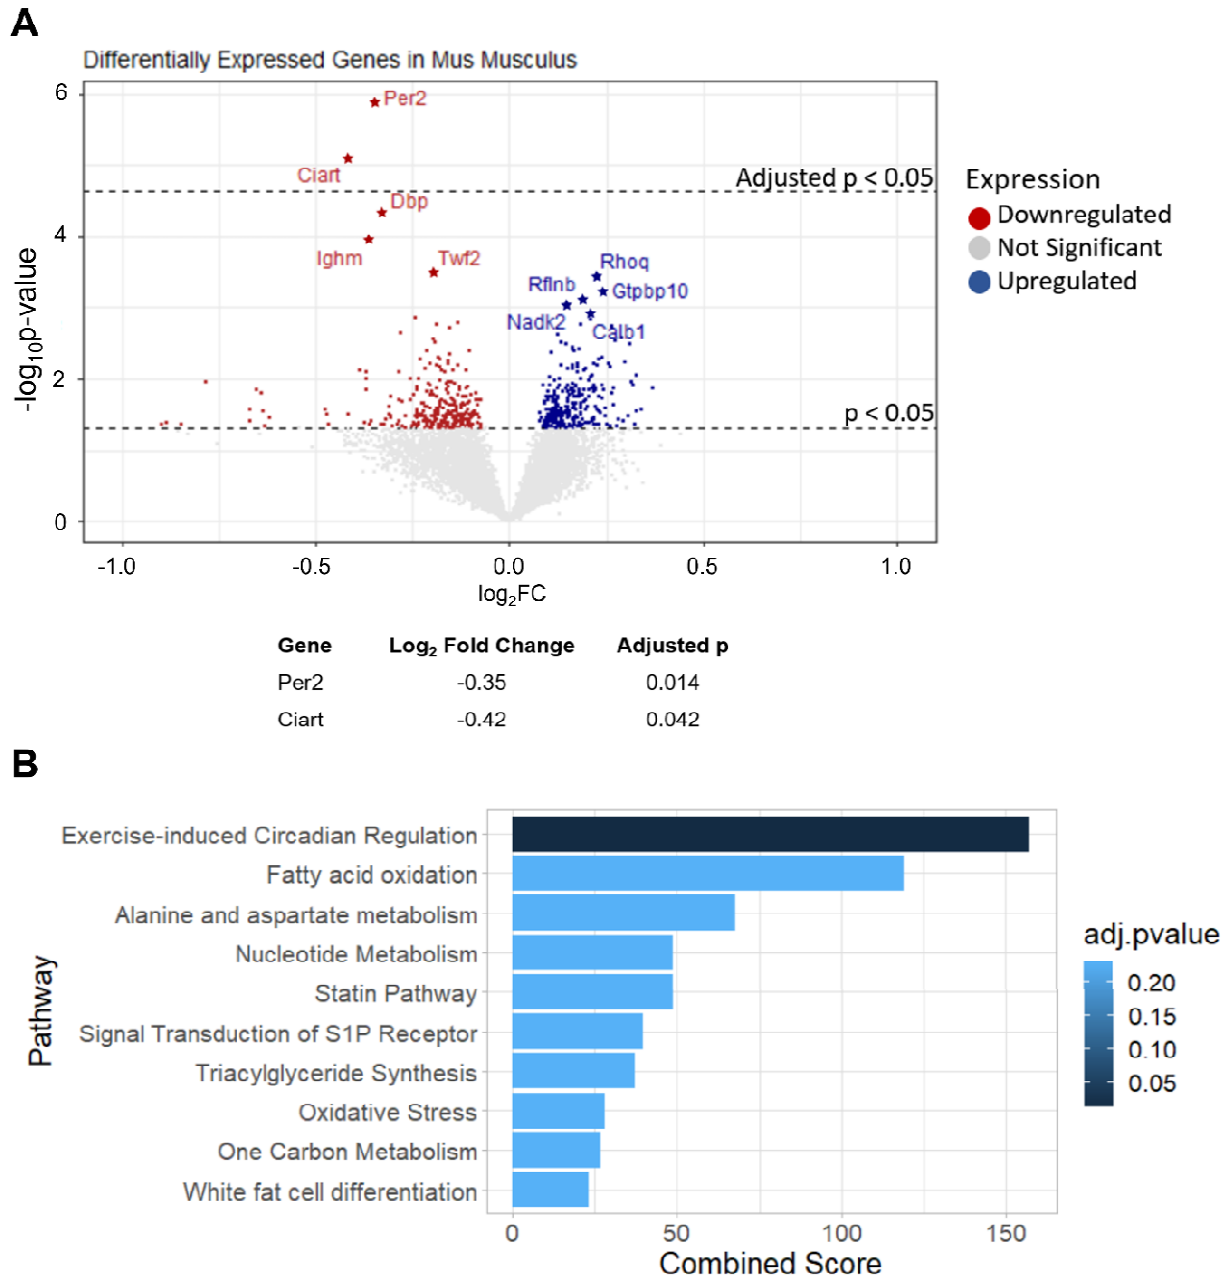 A
Differentially Expressed Genes in Mus Musculus
6
4
2
0
-log10p-value
Per2
Ciart
Adjusted p < 0.05
Dbp
Ighm
Twf2
Rhoq
Rflnb
Gtpbp10
Nadk2
Calb1
p < 0.05
-1.0 -0.5 0.0 0.5 1.0
log2FC
Expression
Downregulated
Not Significant
Upregulated
Gene Log2 Fold Change Adjusted p
Per2 -0.35 0.014
Ciart -0.42 0.042
B
Pathway
Exercise-induced Circadian Regulation
Fatty acid oxidation
Alanine and aspartate metabolism
Nucleotide Metabolism
Statin Pathway
Signal Transduction of S1P Receptor
Triacylglyceride Synthesis
Oxidative Stress
One Carbon Metabolism
White fat cell differentiation
0 50 100 150
Combined Score
adj.pvalue
0.20
0.15
0.10
0.05